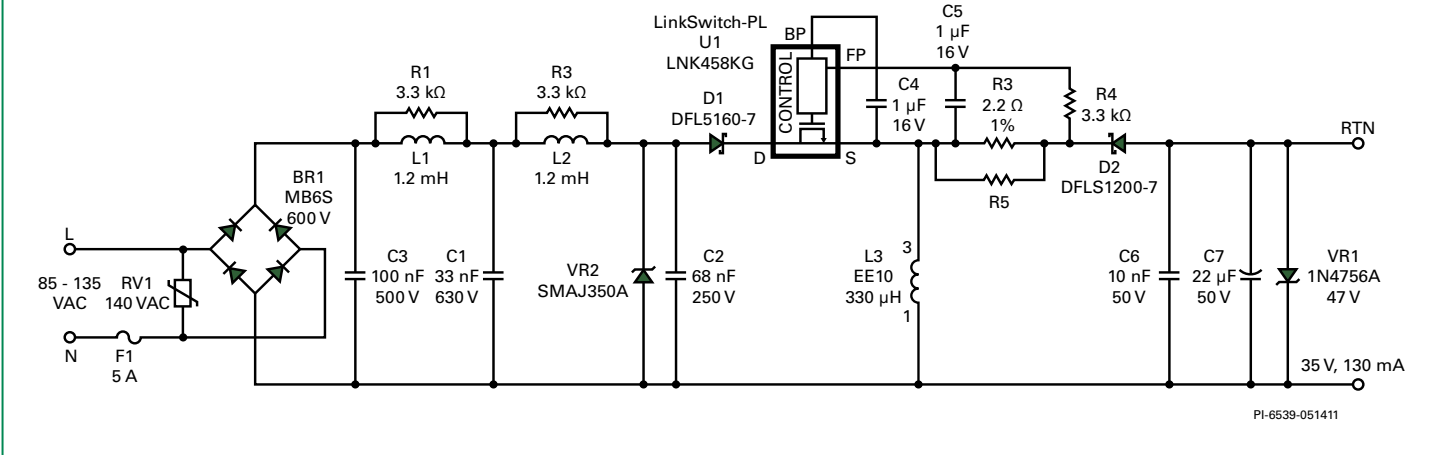 L
85 - 135
VAC
N
F1
5 A
RV1
140 VAC
BR1
MB6S
600 V
R1
3.3 kΩ
L1
1.2 mH
C3
100 nF
500 V
C1
33 nF
630 V
R3
3.3 kΩ
L2
1.2 mH
VR2
SMAJ350A
C2
68 nF
250 V
D1
DFL5160-7
LinkSwitch-PL
U1
LNK458KG
BP
FP
CONTROL
D
S
C4
1 µF
16 V
C5
1 µF
16 V
R3
2.2 Ω
1%
R5
R4
3.3 kΩ
D2
DFLS1200-7
L3
EE10
330 µH
3
1
C6
10 nF
50 V
C7
22 µF
50 V
VR1
1N4756A
47 V
RTN
35 V, 130 mA
PI-6539-051411